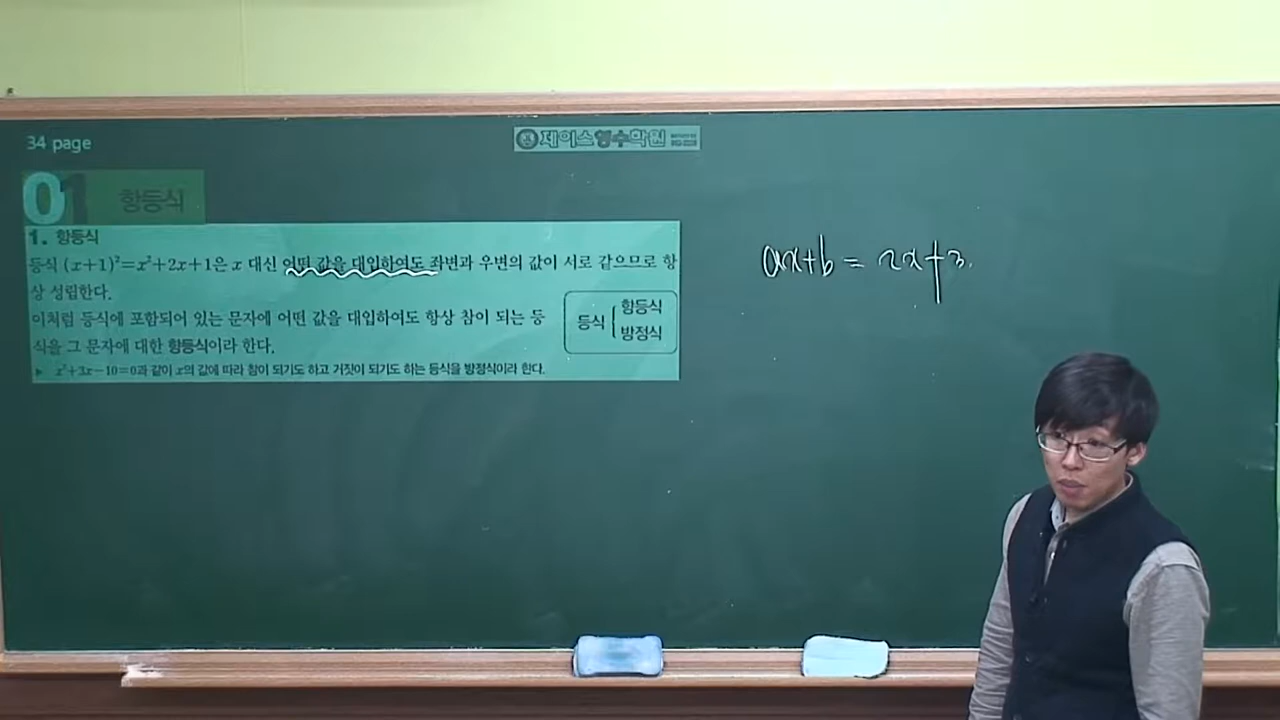 34 page
제이스영수학원
01 항등식
1. 항등식
등식 (x+1)²=x²+2x+1은 x 대신 어떤 값을 대입하여도 좌변과 우변의 값이 서로 같으므로 항
상 성립한다.
이처럼 등식에 포함되어 있는 문자에 어떤 값을 대입하여도 항상 참이 되는 등
식을 그 문자에 대한 항등식이라 한다.
▶ x²+3x-10=0과 같이 x의 값에 따라 참이 되기도 하고 거짓이 되기도 하는 등식을 방정식이라 한다.
등식 { 항등식
방정식
ax+b = 2x+3.